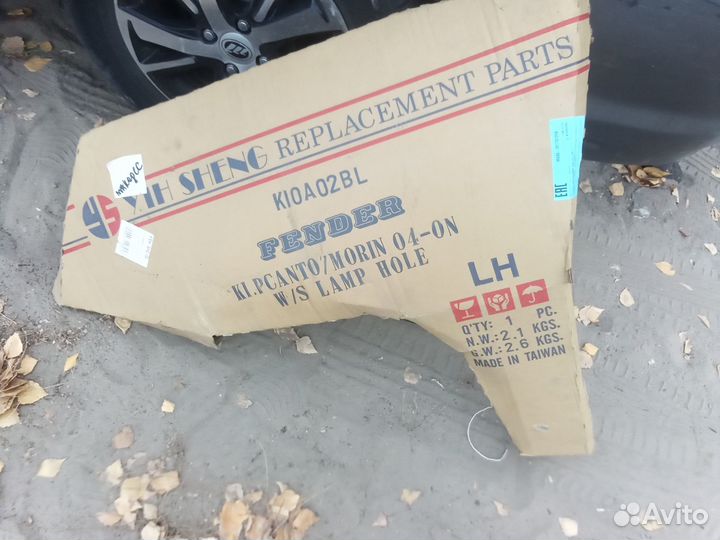 YIH SHENG REPLACEMENT PARTS
KI0A02BL
FENDER
KI.PCANTO/MORIN 04-ON
W/S LAMP HOLE
LH
Q'TY: 1 PC.
N.W.: 2.1 KGS.
G.W.: 2.6 KGS.
MADE IN TAIWAN
EAC
Avito